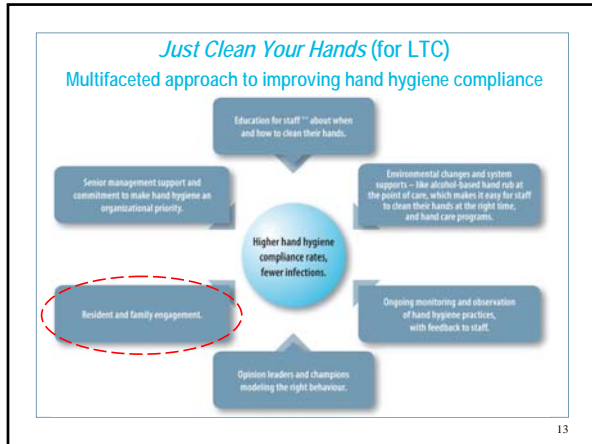 Just Clean Your Hands (for LTC)
Multifaceted approach to improving hand hygiene compliance
Education for staff ** about when
and how to clean their hands.
Senior management support and
commitment to make hand hygiene an
organizational priority.
Environmental changes and system
supports – like alcohol-based hand rub at
the point of care, which makes it easy for staff
to clean their hands at the right time,
and hand care programs.
Higher hand hygiene
compliance rates,
fewer infections.
Resident and family engagement.
Ongoing monitoring and observation
of hand hygiene practices,
with feedback to staff.
Opinion leaders and champions
modeling the right behaviour.
13